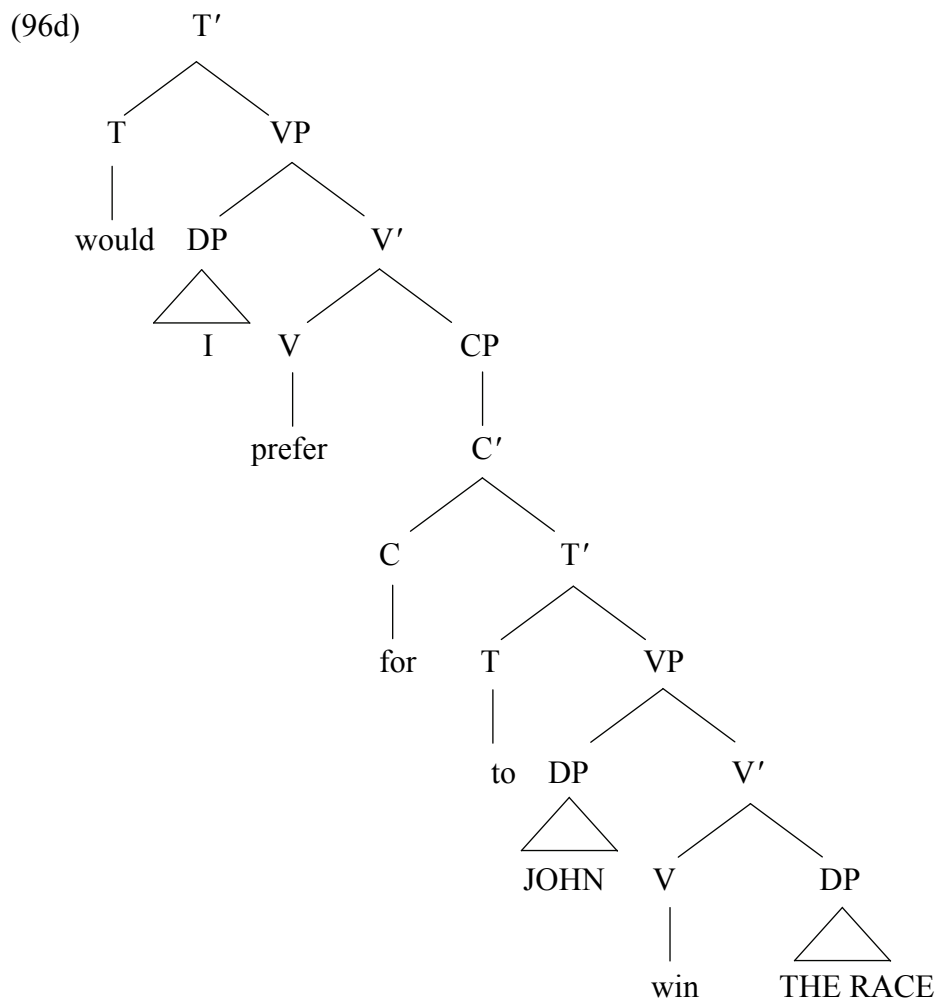 (96d) T′
T VP
would DP V′
I V CP
prefer C′
C T′
for T VP
to DP V′
JOHN V DP
win THE RACE